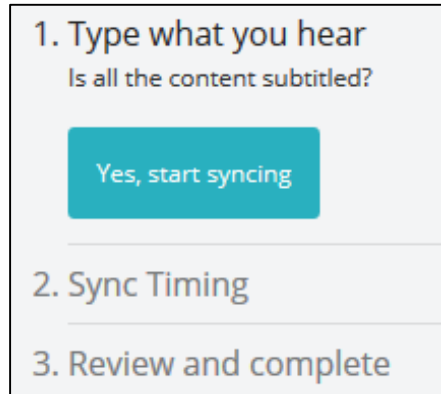 1. Type what you hear
Is all the content subtitled?
Yes, start syncing
2. Sync Timing
3. Review and complete